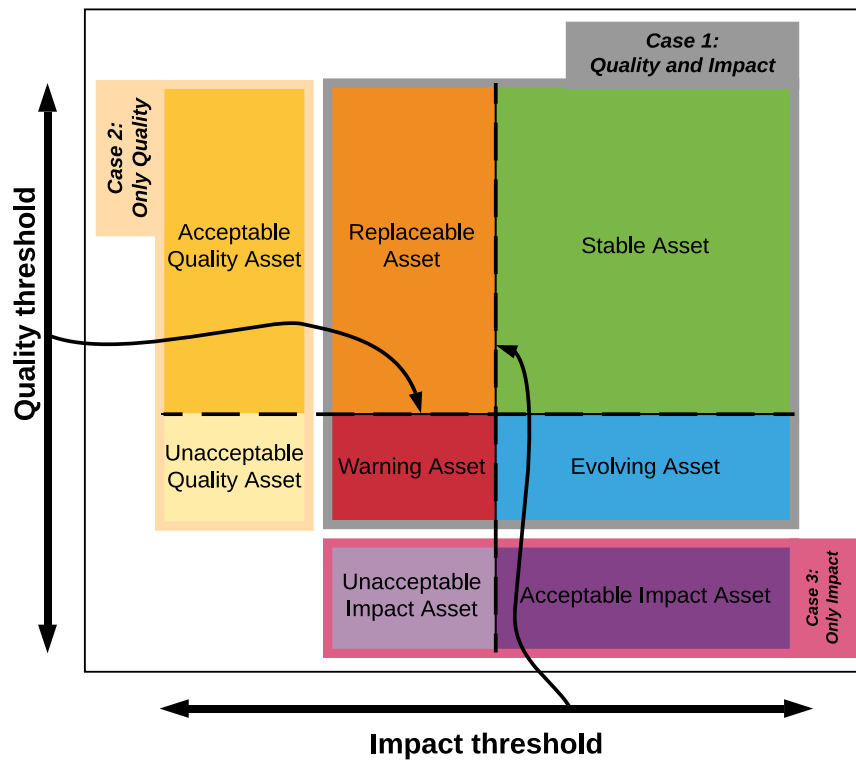 Case 1:
Quality and Impact
Case 2:
Only Quality
Quality threshold
Acceptable
Quality Asset
Replaceable
Asset
Stable Asset
Unacceptable
Quality Asset
Warning Asset
Evolving Asset
Unacceptable
Impact Asset
Acceptable Impact Asset
Case 3:
Only Impact
Impact threshold